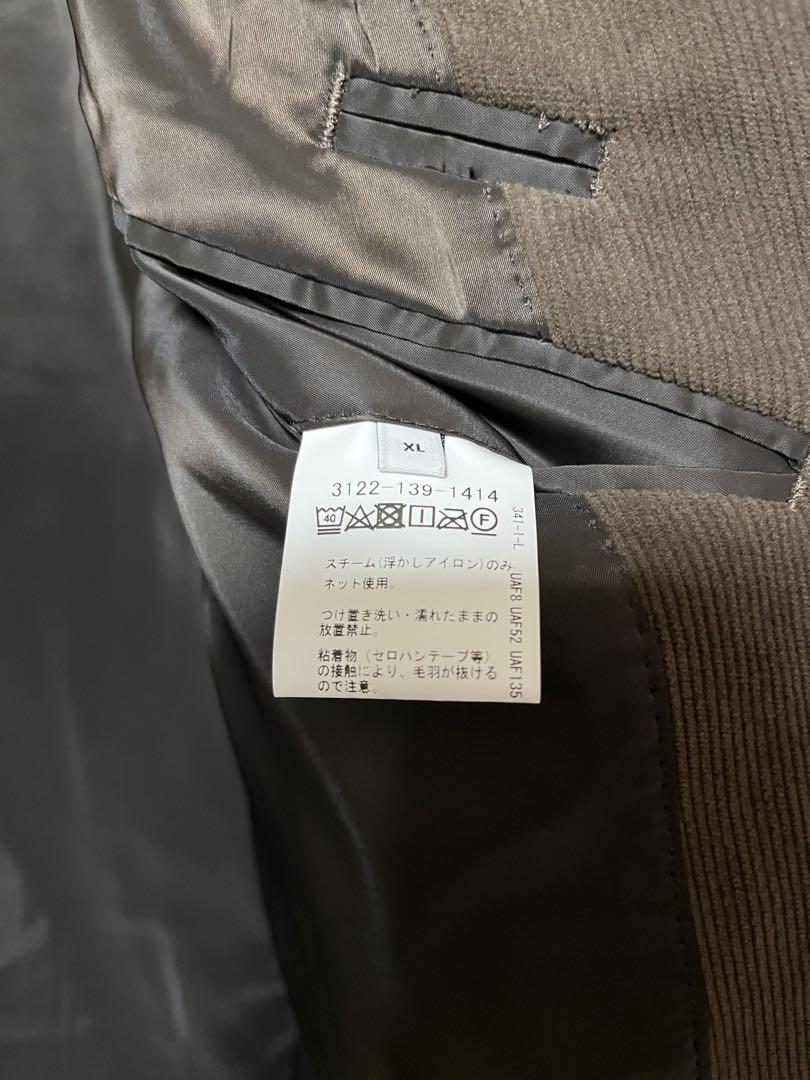 XL
3122-139-1414
40 F
スチーム(浮かしアイロン)のみ
ネット使用。
つけ置き洗い・濡れたままの
放置禁止。
粘着物(セロハンテープ等)
の接触により、毛羽が抜ける
ので注意。
341-1-L UAF8 UAF52 UAF135